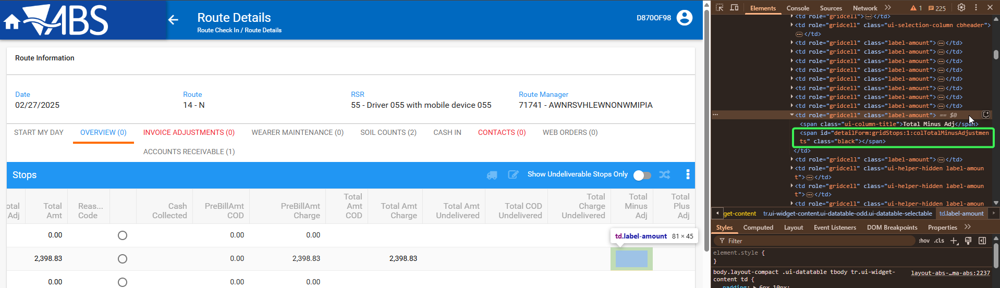 ABS
Route Details
Route Check In / Route Details
D870OF98
Route Information
Date
02/27/2025
Route
14 - N
RSR
55 - Driver 055 with mobile device 055
Route Manager
71741 - AWNRSVHLEWNONWMIPIA
START MY DAY
OVERVIEW (0)
INVOICE ADJUSTMENTS (0)
WEARER MAINTENANCE (0)
SOIL COUNTS (2)
CASH IN
CONTACTS (0)
WEB ORDERS (0)
ACCOUNTS RECEIVABLE (1)
Stops
Show Undeliverable Stops Only
otal
Adj
Total
Amt
Reas...
Code
Cash
Collected
PreBillAmt
COD
PreBillAmt
Charge
Total
Amt
COD
Total Amt
Charge
Total Amt
Undelivered
Total COD
Undelivered
Total
Charge
Undelivered
Total
Minus
Adj
Total
Plus
Adj
0.00 0.00 0.00
td.label-amount 81 × 45
2,398.83 0.00 2,398.83 2,398.83
0.00 0.00 0.00
Elements Console Sources Network 1 225
<td role="gridcell">…</td>
<td role="gridcell" class="ui-selection-column cbheader">
…</td>
<td role="gridcell" class="label-amount">…</td>
<td role="gridcell" class="label-amount">…</td>
<td role="gridcell" class="label-amount">…</td>
<td role="gridcell" class="label-amount">…</td>
<td role="gridcell" class="label-amount">…</td>
<td role="gridcell" class="label-amount">…</td>
<td role="gridcell" class="label-amount">…</td>
<td role="gridcell" class="label-amount">…</td>
… <td role="gridcell" class="label-amount"> == $0
<span class="ui-column-title">Total Minus Adj</span>
<span id="detailForm:gridStops:1:colTotalMinusAdjustmen
ts" class="black"></span>
</td>
<td role="gridcell" class="label-amount">…</td>
<td role="gridcell" class="ui-helper-hidden label-amoun
t">…</td>
<td role="gridcell" class="ui-helper-hidden label-amoun
t">…</td>
<td role="gridcell" class="ui-helper-hidden label-amoun
get-content tr.ui-widget-content.ui-datatable-odd.ui-datatable-selectable td.label-amount
Styles Computed Layout Event Listeners DOM Breakpoints Properties
Filter :hov .cls
element.style {
}
body.layout-compact .ui-datatable tbody tr.ui-widget- layout-abs-…ma-abs:2237
content td {
padding: 6px 10px;